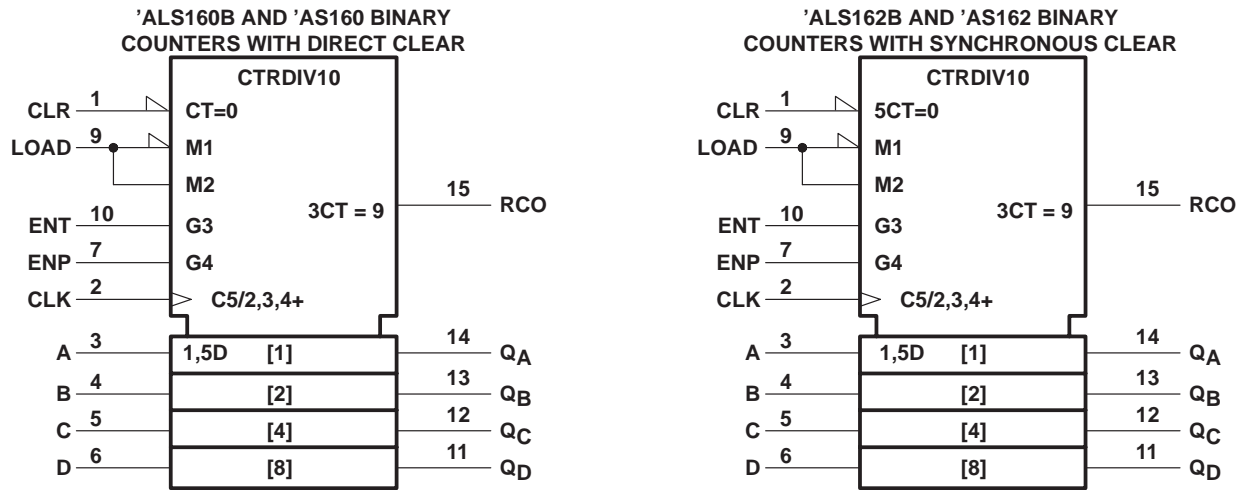 'ALS160B AND 'AS160 BINARY
COUNTERS WITH DIRECT CLEAR
CTRDIV10
CLR 1 CT=0
LOAD 9 M1
M2
3CT = 9 15 RCO
ENT 10 G3
ENP 7 G4
CLK 2 C5/2,3,4+
A 3 1,5D [1] 14 QA
B 4 [2] 13 QB
C 5 [4] 12 QC
D 6 [8] 11 QD
'ALS162B AND 'AS162 BINARY
COUNTERS WITH SYNCHRONOUS CLEAR
CTRDIV10
CLR 1 5CT=0
LOAD 9 M1
M2
3CT = 9 15 RCO
ENT 10 G3
ENP 7 G4
CLK 2 C5/2,3,4+
A 3 1,5D [1] 14 QA
B 4 [2] 13 QB
C 5 [4] 12 QC
D 6 [8] 11 QD